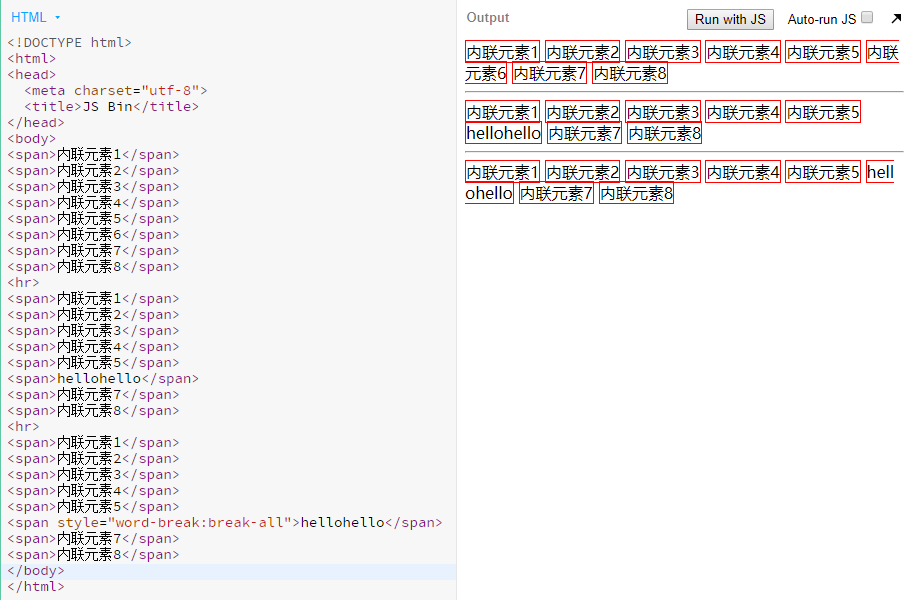 HTML
<!DOCTYPE html>
<html>
<head>
<meta charset="utf-8">
<title>JS Bin</title>
</head>
<body>
<span>内联元素1</span>
<span>内联元素2</span>
<span>内联元素3</span>
<span>内联元素4</span>
<span>内联元素5</span>
<span>内联元素6</span>
<span>内联元素7</span>
<span>内联元素8</span>
<hr>
<span>内联元素1</span>
<span>内联元素2</span>
<span>内联元素3</span>
<span>内联元素4</span>
<span>内联元素5</span>
<span>hellohello</span>
<span>内联元素7</span>
<span>内联元素8</span>
<hr>
<span>内联元素1</span>
<span>内联元素2</span>
<span>内联元素3</span>
<span>内联元素4</span>
<span>内联元素5</span>
<span style="word-break:break-all">hellohello</span>
<span>内联元素7</span>
<span>内联元素8</span>
</body>
</html>
Output Run with JS Auto-run JS
内联元素1 内联元素2 内联元素3 内联元素4 内联元素5 内联
元素6 内联元素7 内联元素8
内联元素1 内联元素2 内联元素3 内联元素4 内联元素5
hellohello 内联元素7 内联元素8
内联元素1 内联元素2 内联元素3 内联元素4 内联元素5 hell
ohello 内联元素7 内联元素8